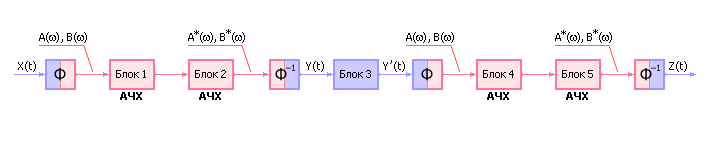 A(ω), B(ω)
A*(ω), B*(ω)
A(ω), B(ω)
A*(ω), B*(ω)
X(t) Ф Блок 1 Блок 2 Ф⁻¹ Y(t) Блок 3 Y′(t) Ф Блок 4 Блок 5 Ф⁻¹ Z(t)
АЧХ АЧХ АЧХ АЧХ